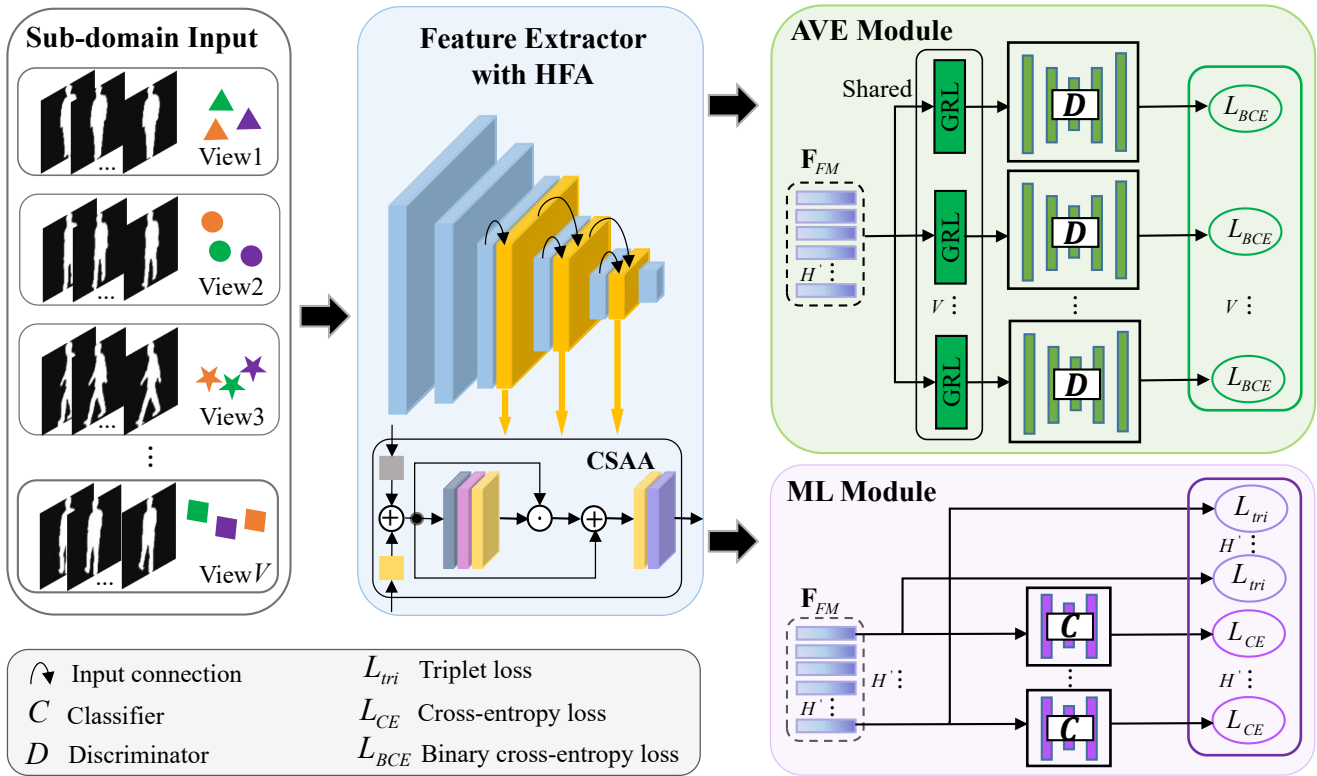 Sub-domain Input
...
View1
...
View2
...
View3
...
ViewV
Feature Extractor
with HFA
CSAA
AVE Module
Shared
GRL
D
L_BCE
F_FM
H'
GRL
D
L_BCE
V
V
GRL
D
L_BCE
ML Module
L_tri
H'
L_tri
F_FM
C
L_CE
H'
H'
H'
C
L_CE
Input connection
L_tri Triplet loss
C Classifier
L_CE Cross-entropy loss
D Discriminator
L_BCE Binary cross-entropy loss